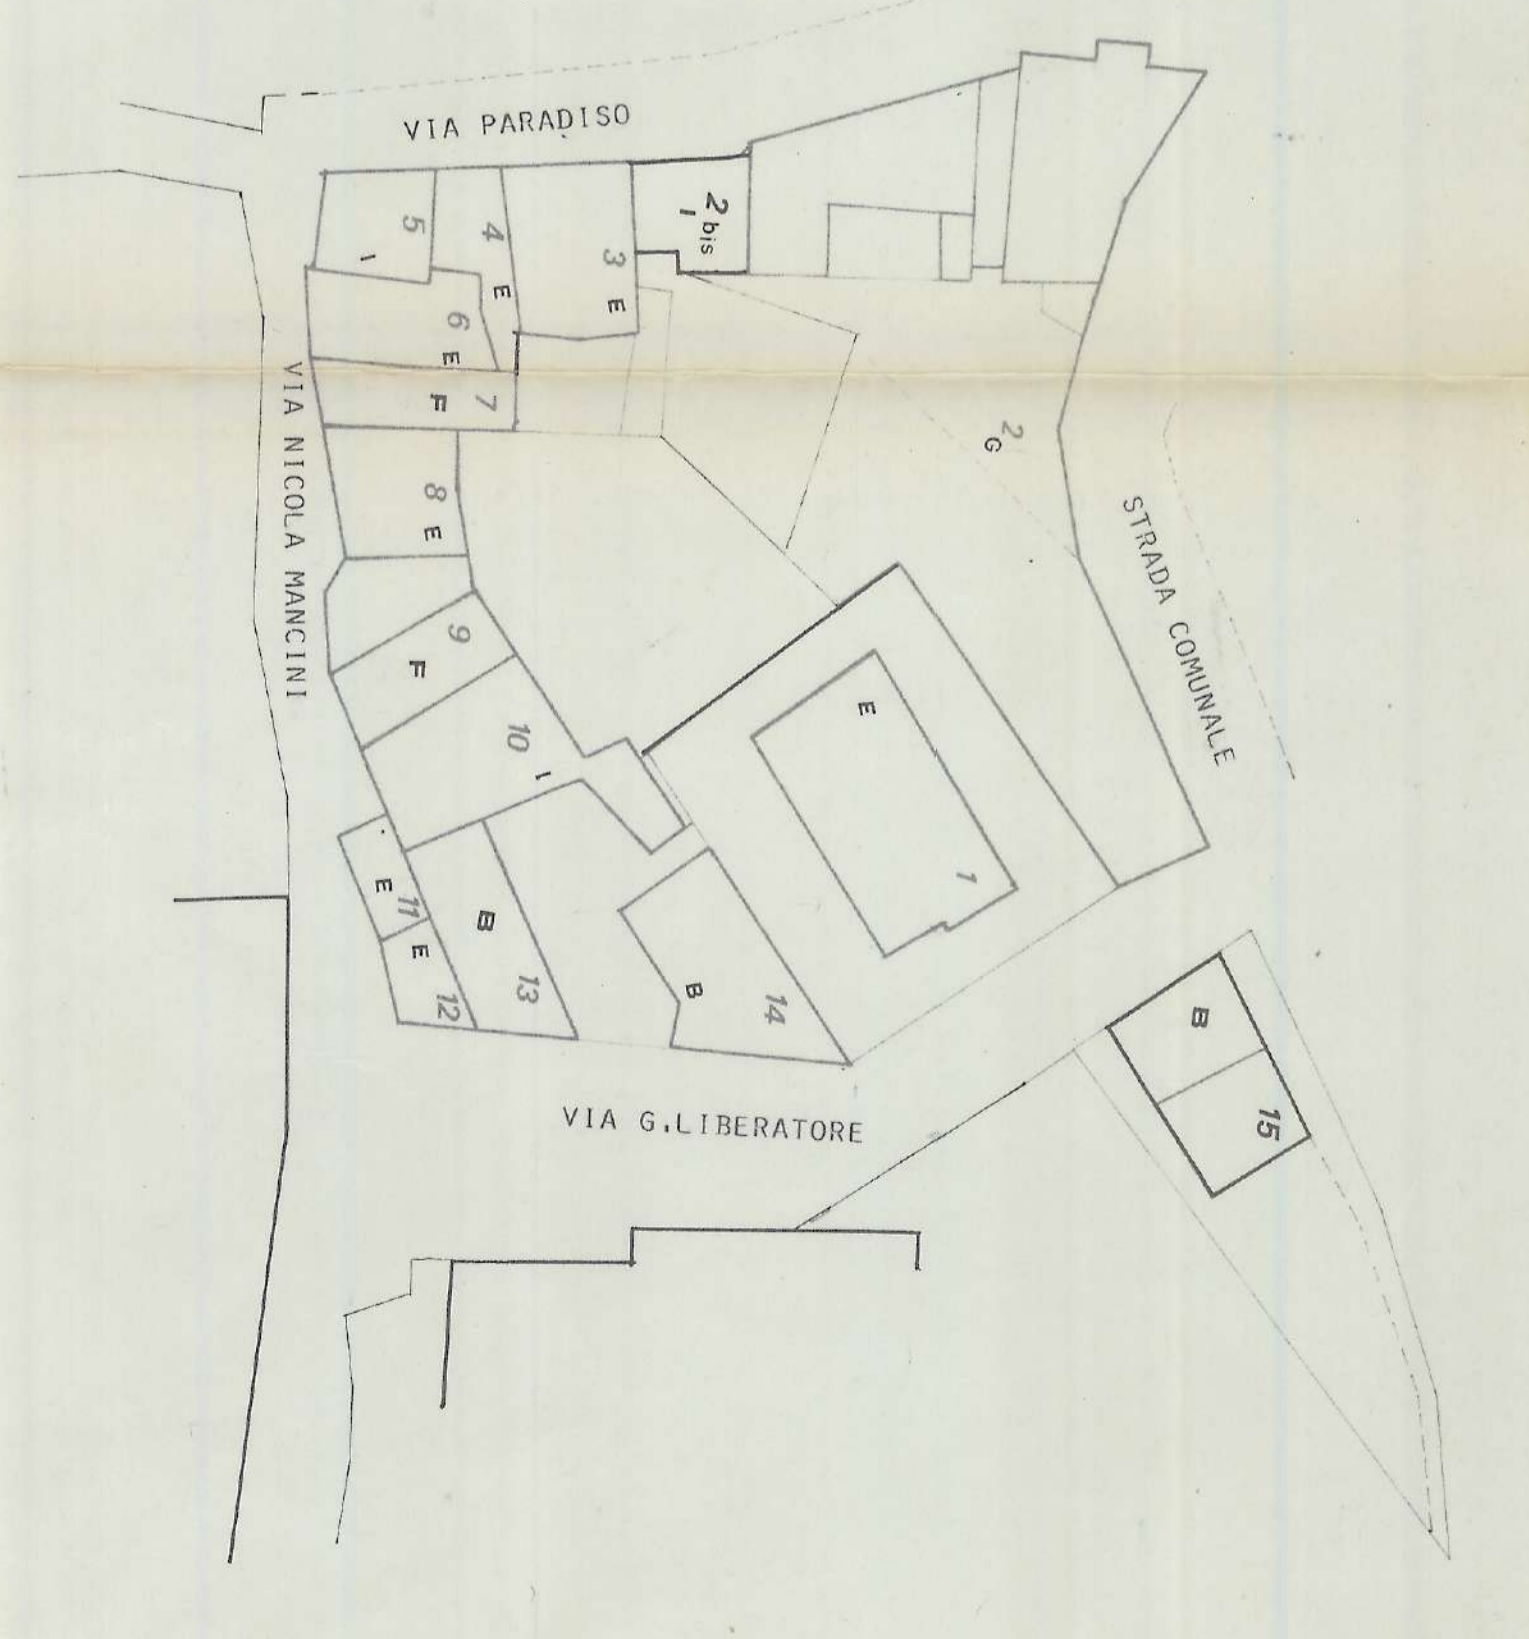 VIA PARADISO
5
I
4
E
3
E
2 bis
I
6
E
7
F
8
E
2
G
VIA NICOLA MANCINI
STRADA COMUNALE
9
F
10
I
E
1
E
11
E
12
B
13
B
14
B
15
VIA G.LIBERATORE